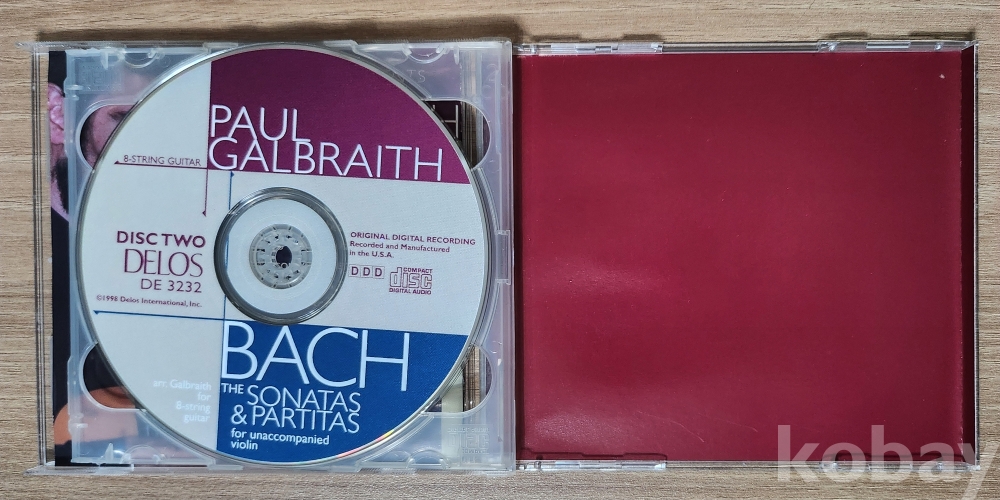 PAUL
GALBRAITH
8-STRING GUITAR
DISC TWO
DELOS
DE 3232
©1998 Delos International, Inc.
ORIGINAL DIGITAL RECORDING
Recorded and Manufactured
in the U.S.A.
DDD
COMPACT
disc
DIGITAL AUDIO
BACH
THE SONATAS
& PARTITAS
for unaccompanied
violin
arr. Galbraith
for
8-string
guitar
kobay